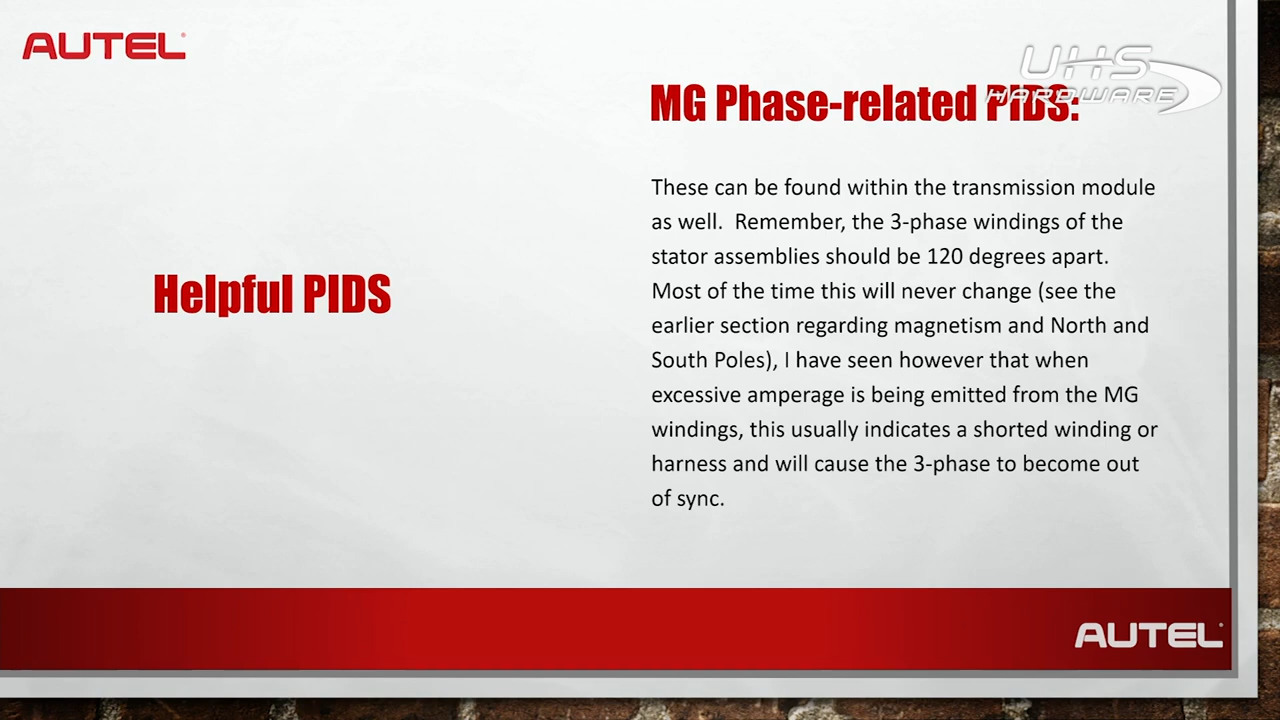 AUTEL
UHS
HARDWARE
MG Phase-related PIDS:
These can be found within the transmission module
as well.  Remember, the 3-phase windings of the
stator assemblies should be 120 degrees apart.
Most of the time this will never change (see the
earlier section regarding magnetism and North and
South Poles), I have seen however that when
excessive amperage is being emitted from the MG
windings, this usually indicates a shorted winding or
harness and will cause the 3-phase to become out
of sync.
Helpful PIDS
AUTEL